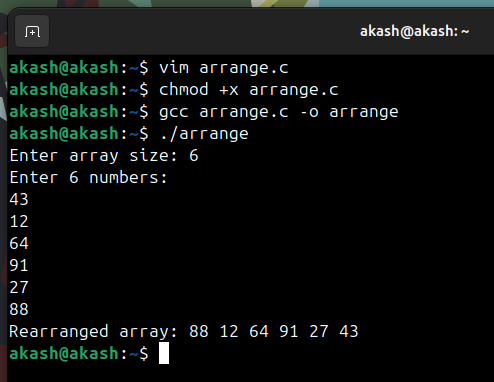 akash@akash: ~
akash@akash:~$ vim arrange.c
akash@akash:~$ chmod +x arrange.c
akash@akash:~$ gcc arrange.c -o arrange
akash@akash:~$ ./arrange
Enter array size: 6
Enter 6 numbers:
43
12
64
91
27
88
Rearranged array: 88 12 64 91 27 43
akash@akash:~$